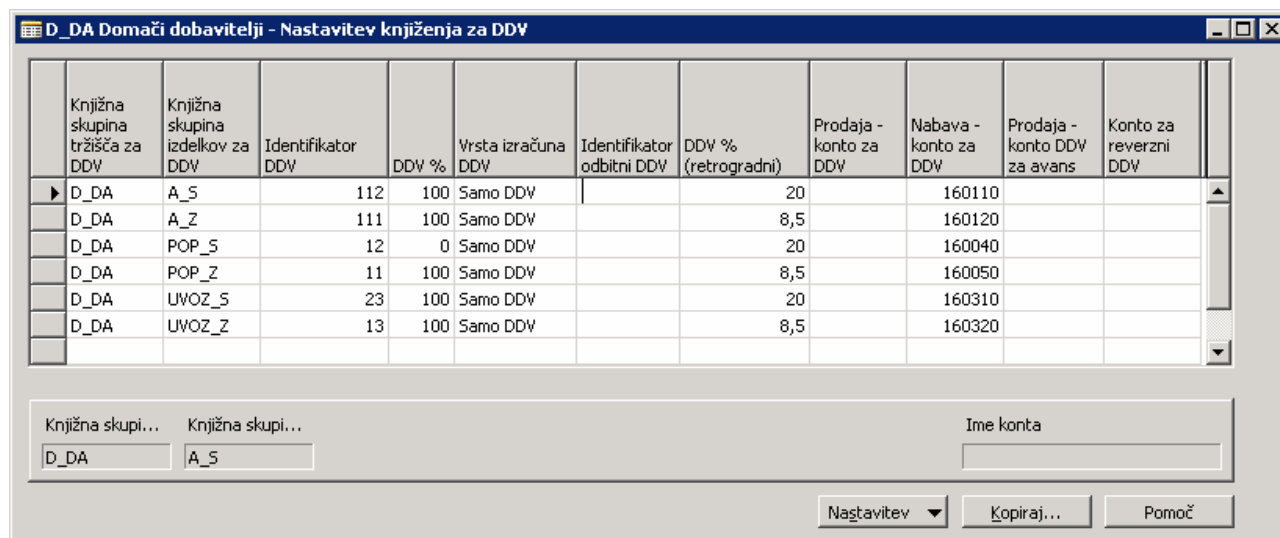 D_DA Domači dobavitelji - Nastavitev knjiženja za DDV
Knjižna skupina tržišča za DDV Knjižna skupina izdelkov za DDV Identifikator DDV DDV % Vrsta izračuna DDV Identifikator odbitni DDV DDV % (retrogradni) Prodaja - konto za DDV Nabava - konto za DDV Prodaja - konto DDV za avans Konto za reverzni DDV
D_DA A_S 112 100 Samo DDV 20 160110
D_DA A_Z 111 100 Samo DDV 8,5 160120
D_DA POP_S 12 0 Samo DDV 20 160040
D_DA POP_Z 11 100 Samo DDV 8,5 160050
D_DA UVOZ_S 23 100 Samo DDV 20 160310
D_DA UVOZ_Z 13 100 Samo DDV 8,5 160320
Knjižna skupi... Knjižna skupi... Ime konta
D_DA A_S
Nastavitev Kopiraj... Pomoč